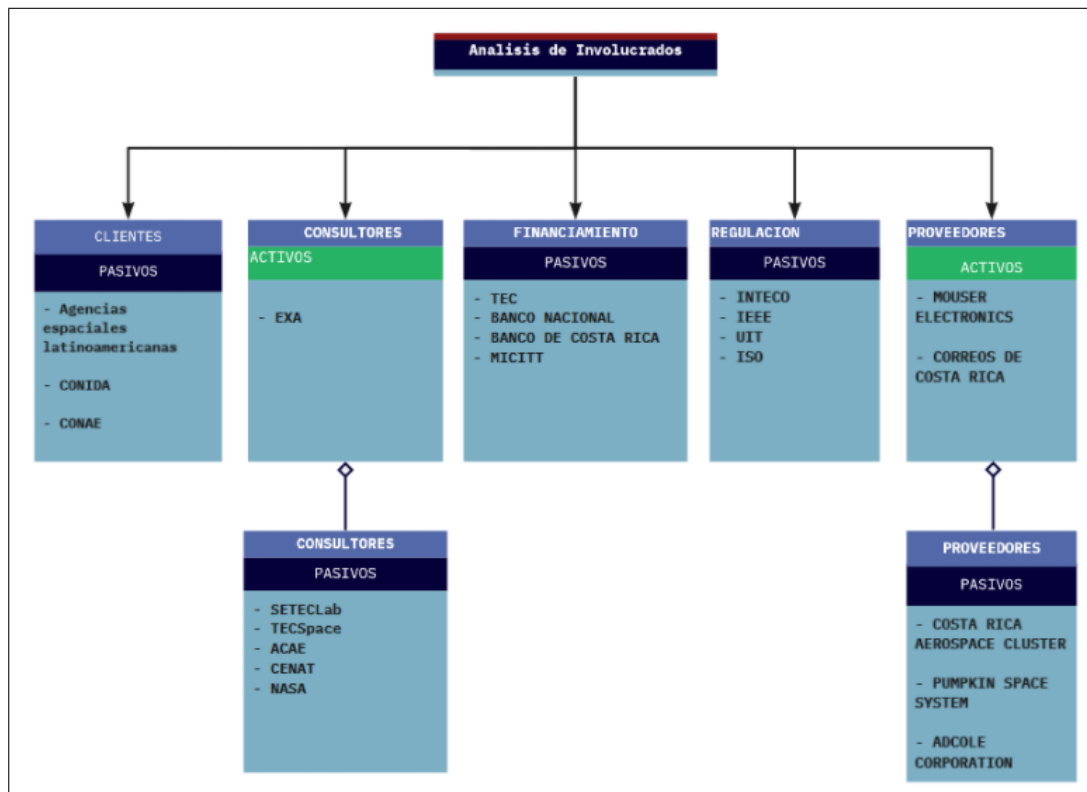 Analisis de Involucrados
CLIENTES
PASIVOS
- Agencias
espaciales
latinoamericanas
- CONIDA
- CONAE
CONSULTORES
ACTIVOS
- EXA
FINANCIAMIENTO
PASIVOS
- TEC
- BANCO NACIONAL
- BANCO DE COSTA RICA
- MICITT
REGULACION
PASIVOS
- INTECO
- IEEE
- UIT
- ISO
PROVEEDORES
ACTIVOS
- MOUSER
ELECTRONICS
- CORREOS DE
COSTA RICA
CONSULTORES
PASIVOS
- SETECLab
- TECSpace
- ACAE
- CENAT
- NASA
PROVEEDORES
PASIVOS
- COSTA RICA
AEROSPACE CLUSTER
- PUMPKIN SPACE
SYSTEM
- ADCOLE
CORPORATION